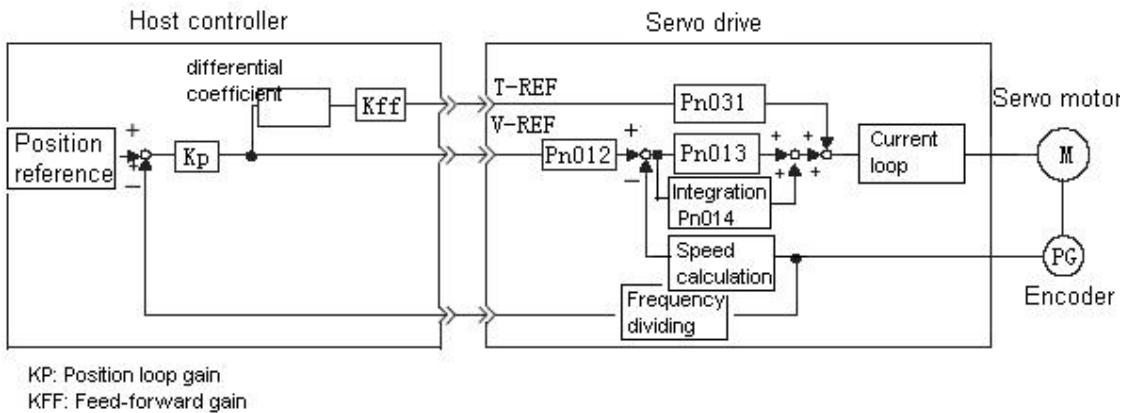 Host controller
Servo drive
differential
coefficient
Kff
T-REF
Pn031
Servo motor
V-REF
Position
reference
+
+
−
Kp
Pn012
+
−
Pn013
+
+
+
+
Current
loop
M
Integration
Pn014
Speed
calculation
PG
Encoder
Frequency
dividing
KP: Position loop gain
KFF: Feed-forward gain